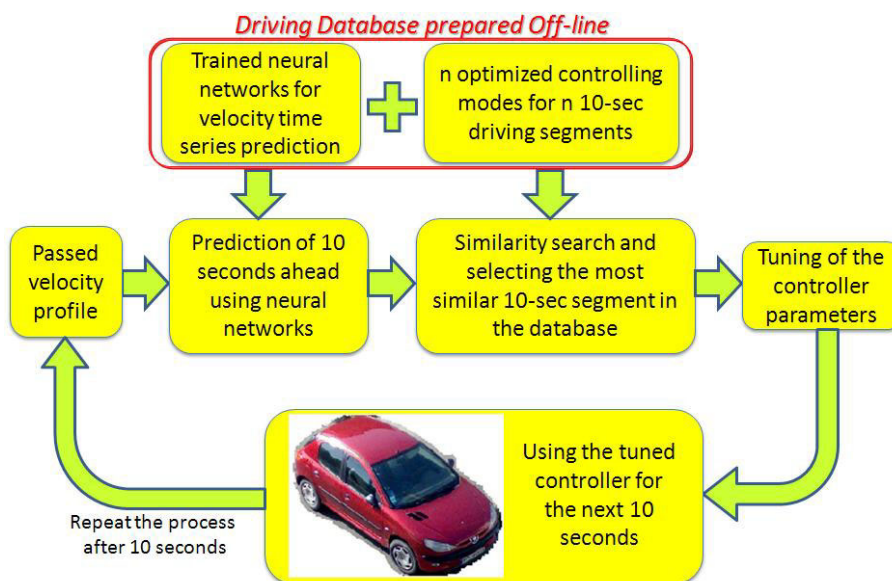 Driving Database prepared Off-line
Trained neural
networks for
velocity time
series prediction
n optimized controlling
modes for n 10-sec
driving segments
Passed
velocity
profile
Prediction of 10
seconds ahead
using neural
networks
Similarity search and
selecting the most
similar 10-sec segment in
the database
Tuning of the
controller
parameters
Using the tuned
controller for
the next 10
seconds
Repeat the process
after 10 seconds